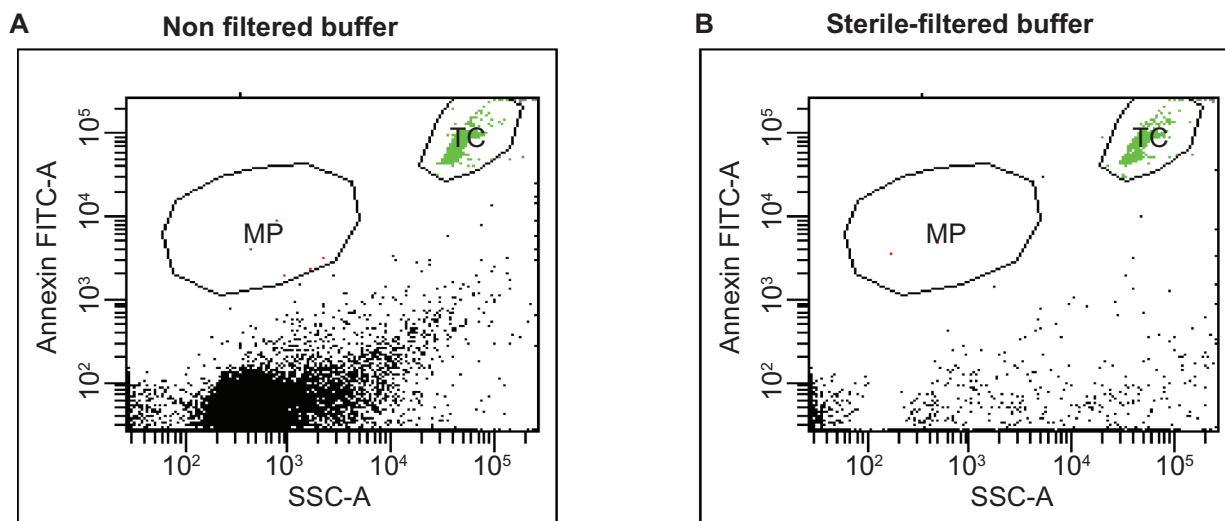 A Non filtered buffer
Annexin FITC-A
10⁵
10⁴
10³
10²
TC
MP
10² 10³ 10⁴ 10⁵
SSC-A
B Sterile-filtered buffer
Annexin FITC-A
10⁵
10⁴
10³
10²
TC
MP
10² 10³ 10⁴ 10⁵
SSC-A